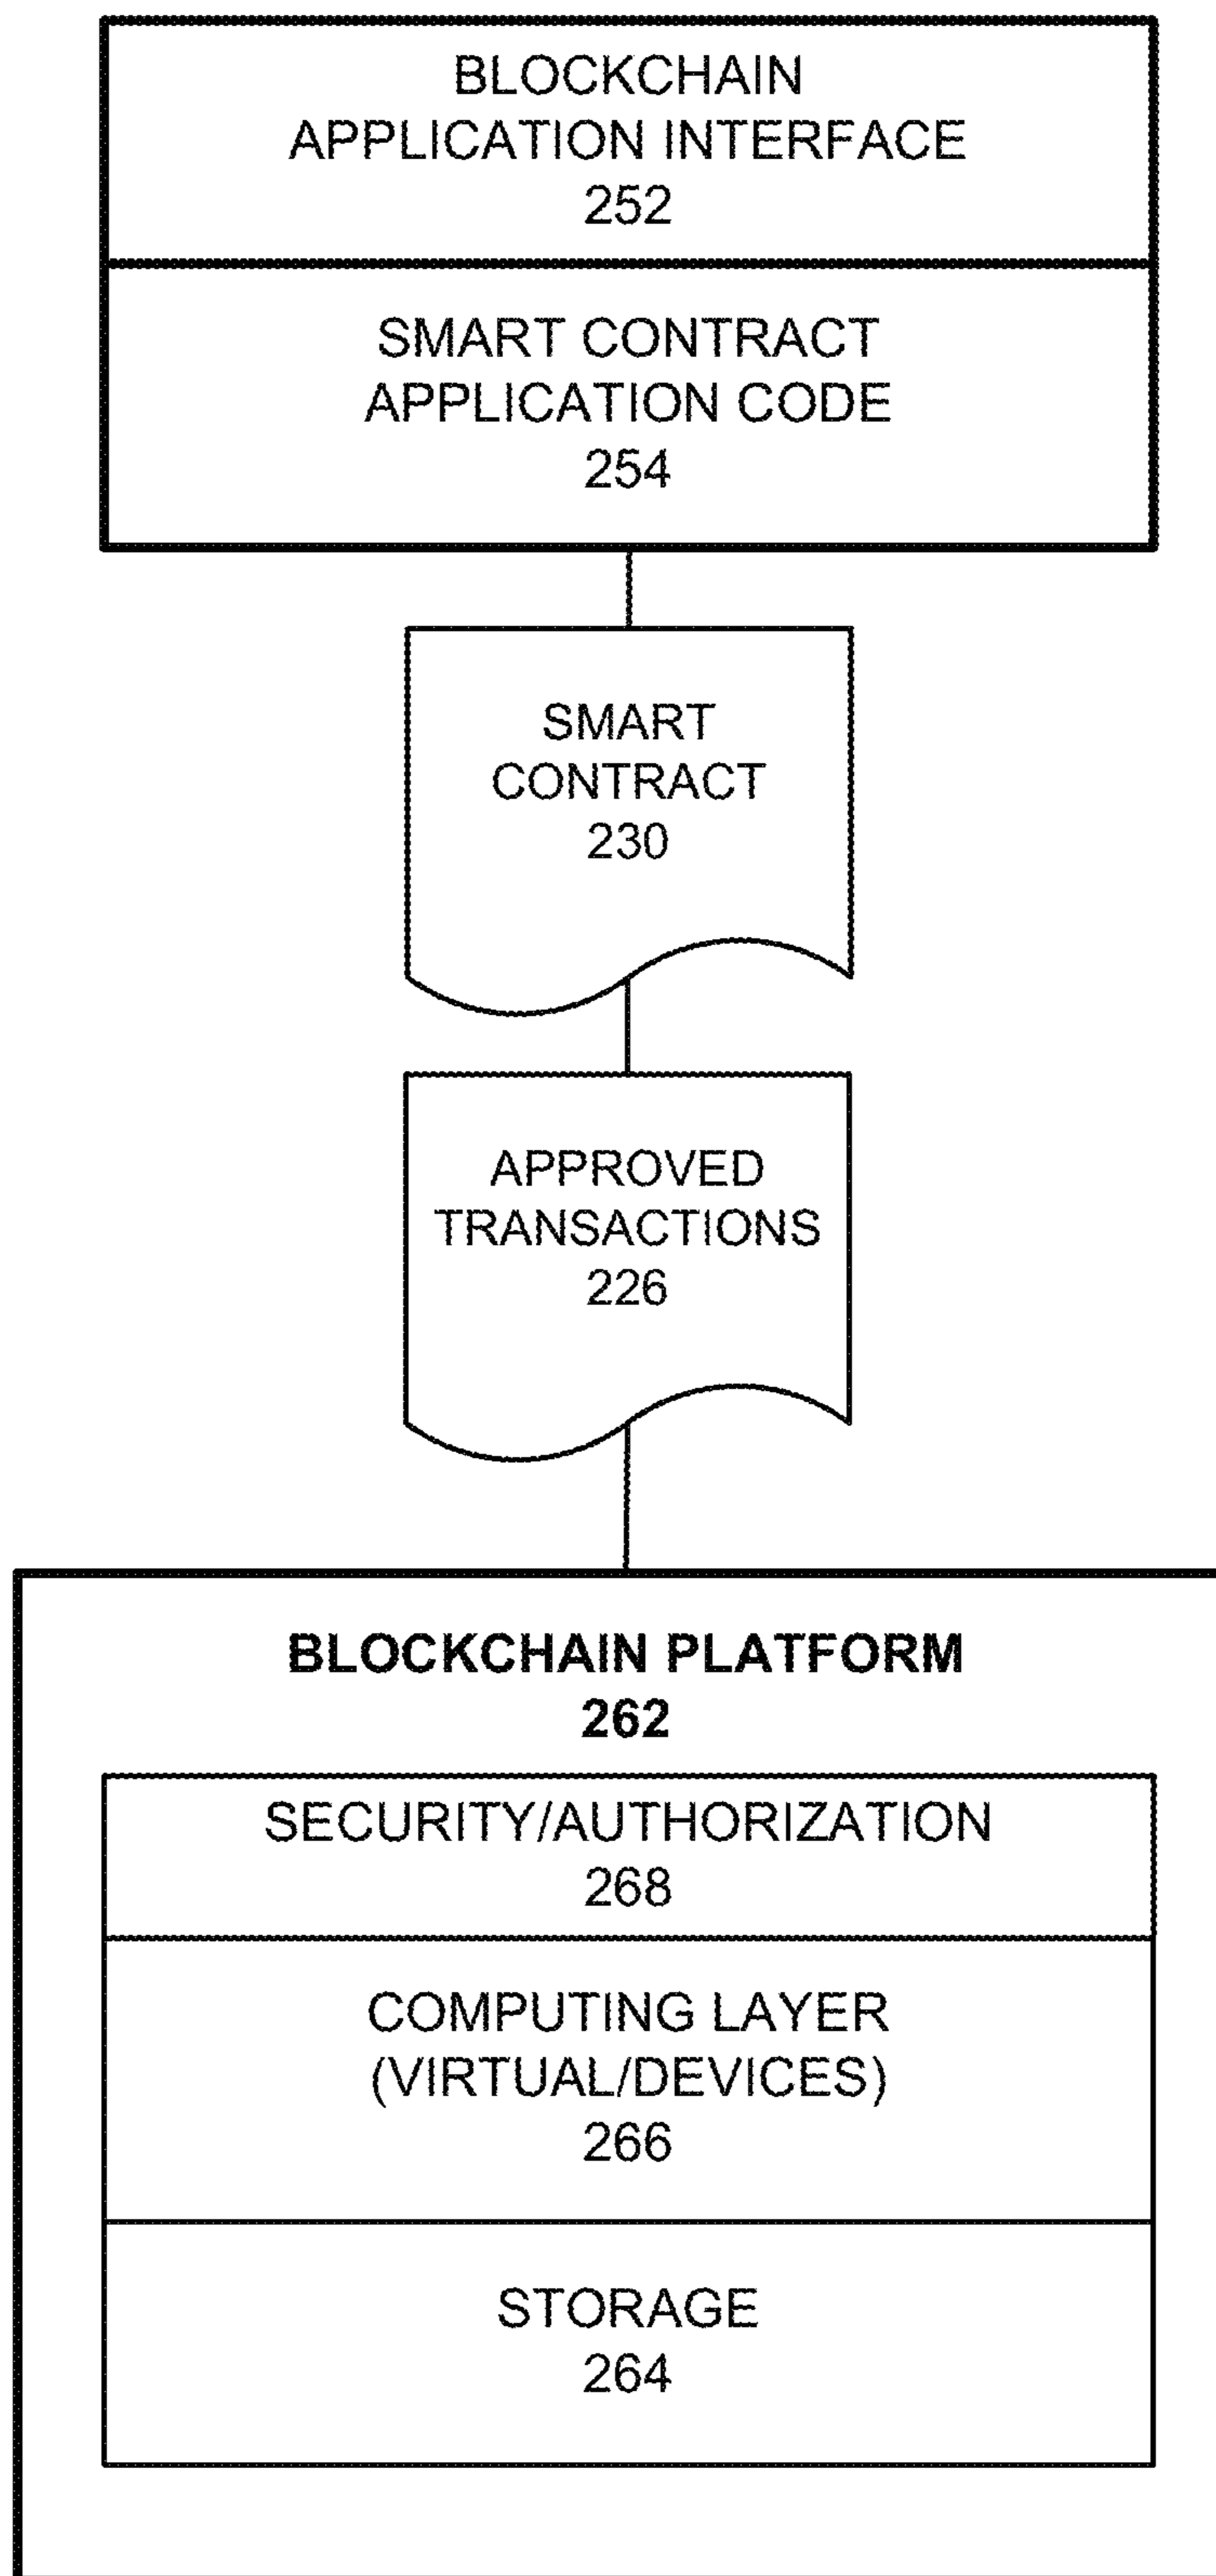 BLOCKCHAIN
APPLICATION INTERFACE
252
SMART CONTRACT
APPLICATION CODE
254
SMART
CONTRACT
230
APPROVED
TRANSACTIONS
226
BLOCKCHAIN PLATFORM
262
SECURITY/AUTHORIZATION
268
COMPUTING LAYER
(VIRTUAL/DEVICES)
266
STORAGE
264